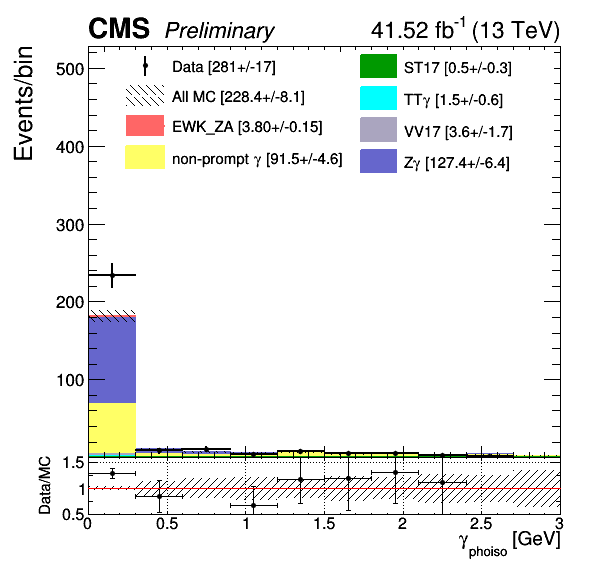 CMS Preliminary 41.52 fb⁻¹ (13 TeV)
Events/bin
500
400
300
200
100
Data [281+/-17]
All MC [228.4+/-8.1]
EWK_ZA [3.80+/-0.15]
non-prompt γ [91.5+/-4.6]
ST17 [0.5+/-0.3]
TTγ [1.5+/-0.6]
VV17 [3.6+/-1.7]
Zγ [127.4+/-6.4]
Data/MC
1.5
1
0.5
0 0.5 1 1.5 2 2.5 3
γphoiso [GeV]